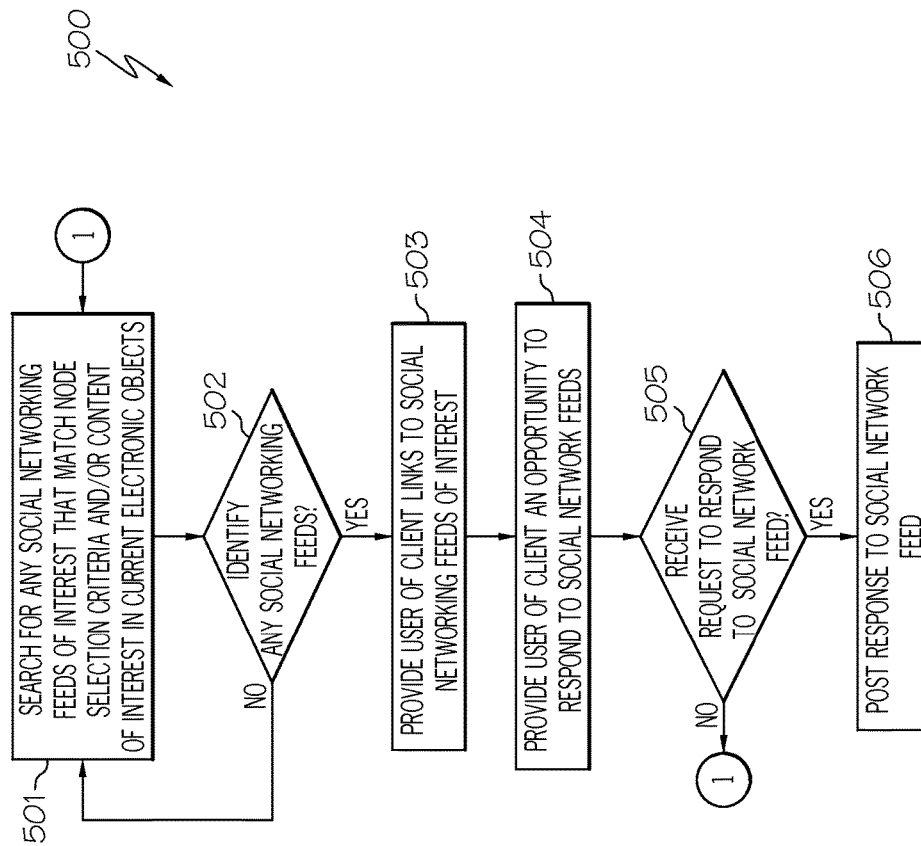 500
1
SEARCH FOR ANY SOCIAL NETWORKING
FEEDS OF INTEREST THAT MATCH NODE
SELECTION CRITERIA AND/OR CONTENT
OF INTEREST IN CURRENT ELECTRONIC OBJECTS
501
502
IDENTIFY
ANY SOCIAL NETWORKING
FEEDS?
NO
YES
503
PROVIDE USER OF CLIENT LINKS TO SOCIAL
NETWORKING FEEDS OF INTEREST
504
PROVIDE USER OF CLIENT AN OPPORTUNITY TO
RESPOND TO SOCIAL NETWORK FEEDS
505
RECEIVE
REQUEST TO RESPOND
TO SOCIAL NETWORK
FEED?
NO
1
YES
506
POST RESPONSE TO SOCIAL NETWORK
FEED